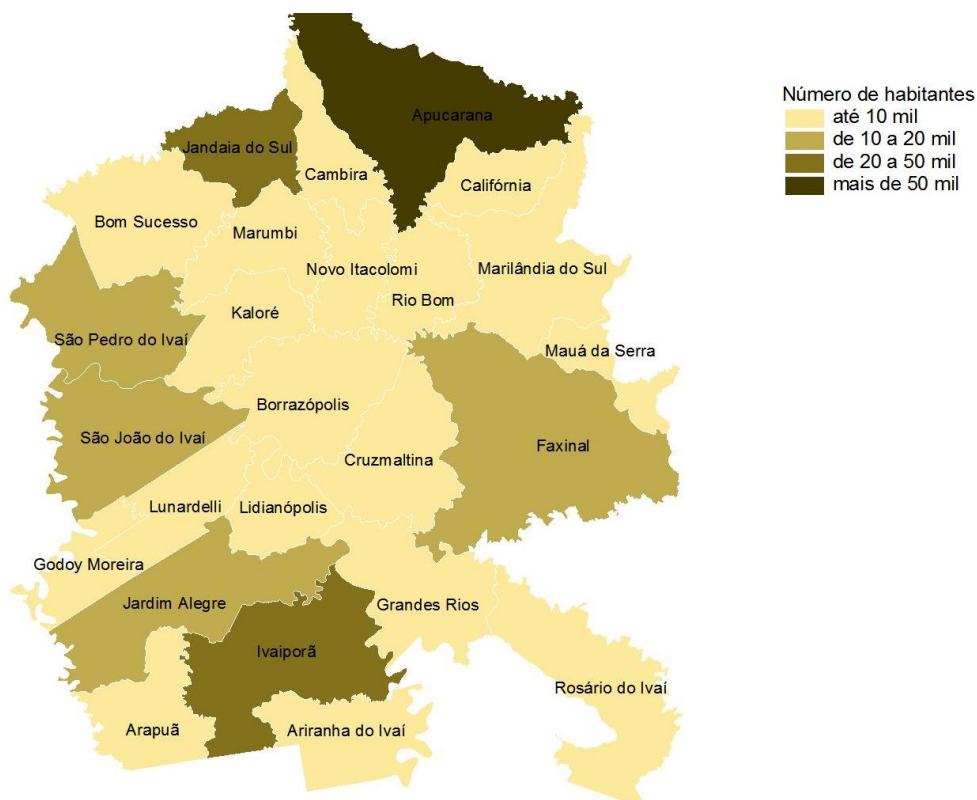 Número de habitantes
até 10 mil
de 10 a 20 mil
de 20 a 50 mil
mais de 50 mil
Apucarana
Jandaia do Sul
Cambira
Califórnia
Bom Sucesso
Marumbi
Novo Itacolomi
Marilândia do Sul
Rio Bom
Kaloré
São Pedro do Ivaí
Mauá da Serra
Borrazópolis
São João do Ivaí
Faxinal
Cruzmaltina
Lunardelli
Lidianópolis
Godoy Moreira
Jardim Alegre
Grandes Rios
Ivaiporã
Rosário do Ivaí
Arapuã
Ariranha do Ivaí